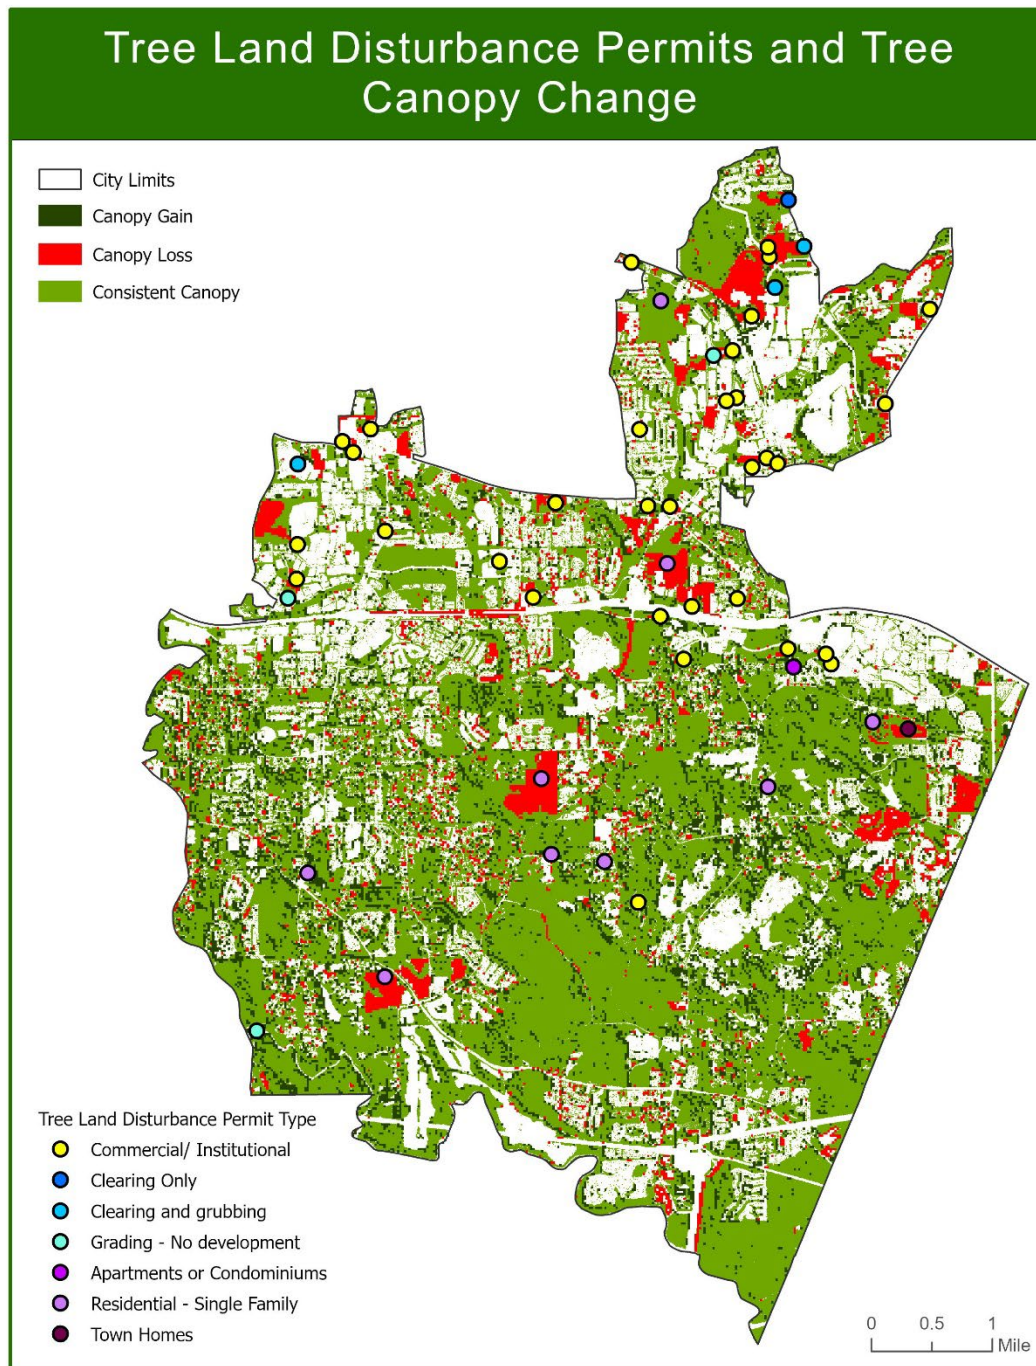 Tree Land Disturbance Permits and Tree
Canopy Change
City Limits
Canopy Gain
Canopy Loss
Consistent Canopy
Tree Land Disturbance Permit Type
Commercial/ Institutional
Clearing Only
Clearing and grubbing
Grading - No development
Apartments or Condominiums
Residential - Single Family
Town Homes
0 0.5 1
Mile